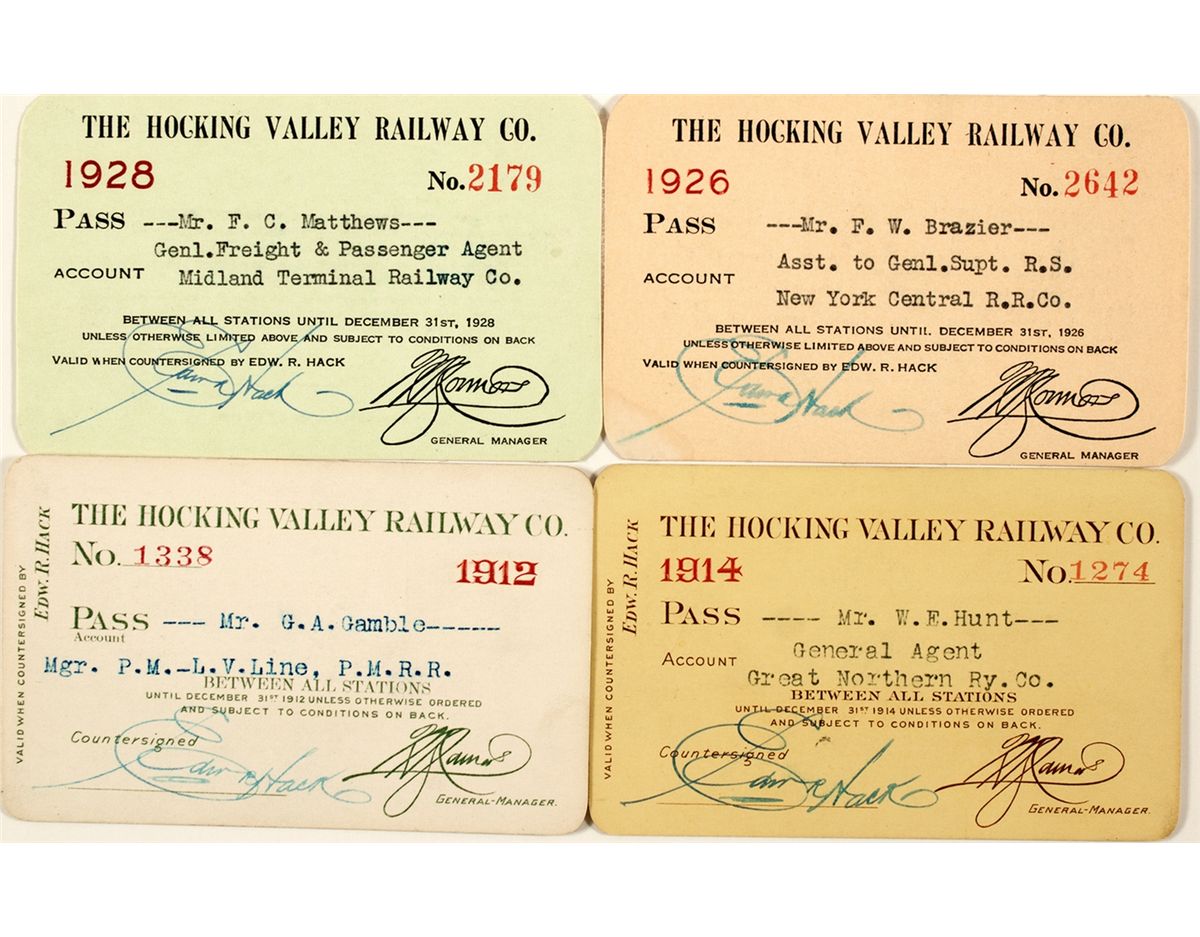 THE HOCKING VALLEY RAILWAY CO.
1928 No. 2179
PASS ---Mr. F. C. Matthews---
Genl.Freight & Passenger Agent
ACCOUNT Midland Terminal Railway Co.
BETWEEN ALL STATIONS UNTIL DECEMBER 31ST, 1928
UNLESS OTHERWISE LIMITED ABOVE AND SUBJECT TO CONDITIONS ON BACK
VALID WHEN COUNTERSIGNED BY EDW. R. HACK
Edw R Hack
GENERAL MANAGER
THE HOCKING VALLEY RAILWAY CO.
1926 No. 2642
PASS ---Mr. F. W. Brazier---
Asst. to Genl.Supt. R.S.
ACCOUNT
New York Central R.R.Co.
BETWEEN ALL STATIONS UNTIL DECEMBER 31ST, 1926
UNLESS OTHERWISE LIMITED ABOVE AND SUBJECT TO CONDITIONS ON BACK
VALID WHEN COUNTERSIGNED BY EDW. R. HACK
Edw R Hack
GENERAL MANAGER
VALID WHEN COUNTERSIGNED BY
EDW. R. HACK
THE HOCKING VALLEY RAILWAY CO.
No. 1338 1912
PASS --- Mr. G.A.Gamble------
Account
Mgr. P.M.-L.V.Line, P.M.R.R.
BETWEEN ALL STATIONS
UNTIL DECEMBER 31ST 1912 UNLESS OTHERWISE ORDERED
AND SUBJECT TO CONDITIONS ON BACK.
Countersigned
Edw R Hack
GENERAL-MANAGER.
VALID WHEN COUNTERSIGNED BY
EDW. R. HACK
THE HOCKING VALLEY RAILWAY CO.
1914 No. 1274
PASS ---- Mr. W.E.Hunt---
General Agent
ACCOUNT
Great Northern Ry.Co.
BETWEEN ALL STATIONS
UNTIL DECEMBER 31ST 1914 UNLESS OTHERWISE ORDERED
AND SUBJECT TO CONDITIONS ON BACK.
Countersigned
Edw R Hack
GENERAL-MANAGER.